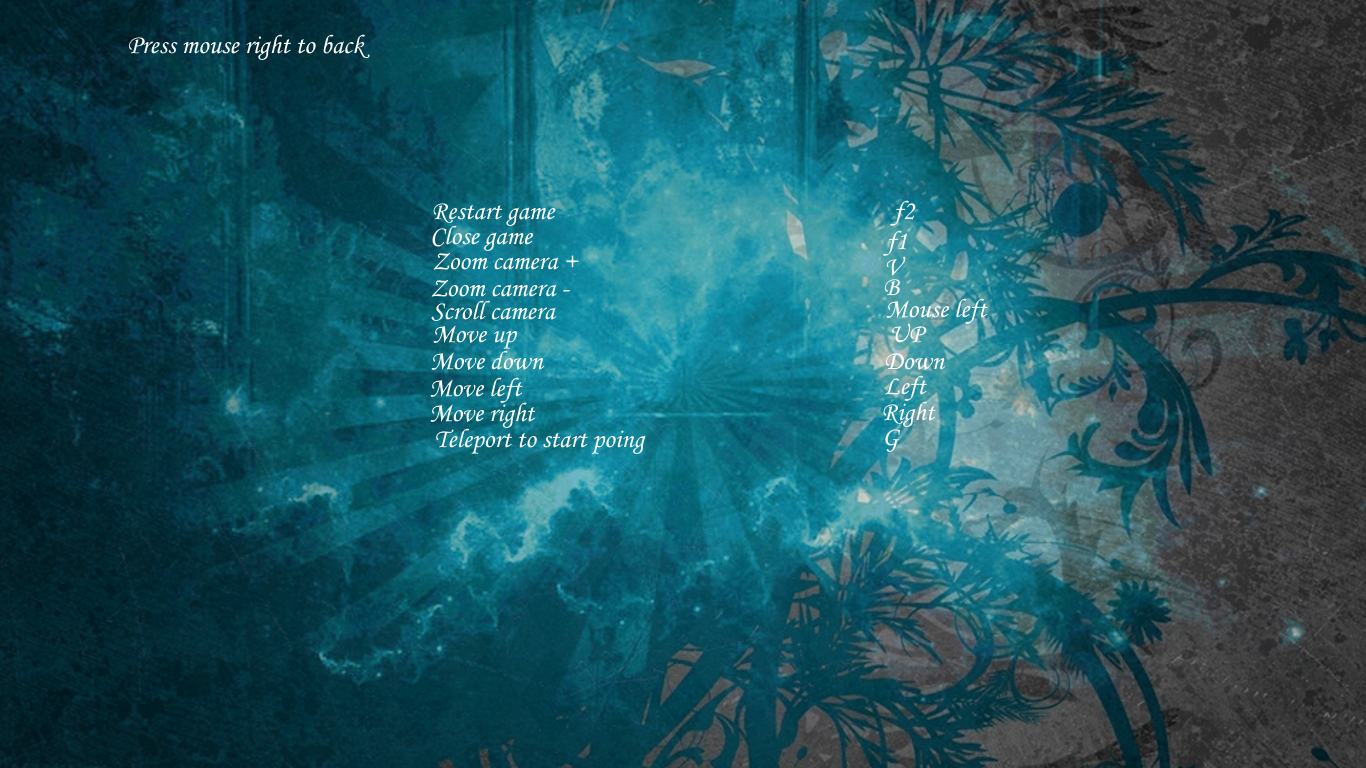 Press mouse right to back
Restart game f2
Close game f1
Zoom camera + V
Zoom camera - B
Scroll camera Mouse left
Move up UP
Move down Down
Move left Left
Move right Right
Teleport to start poing G